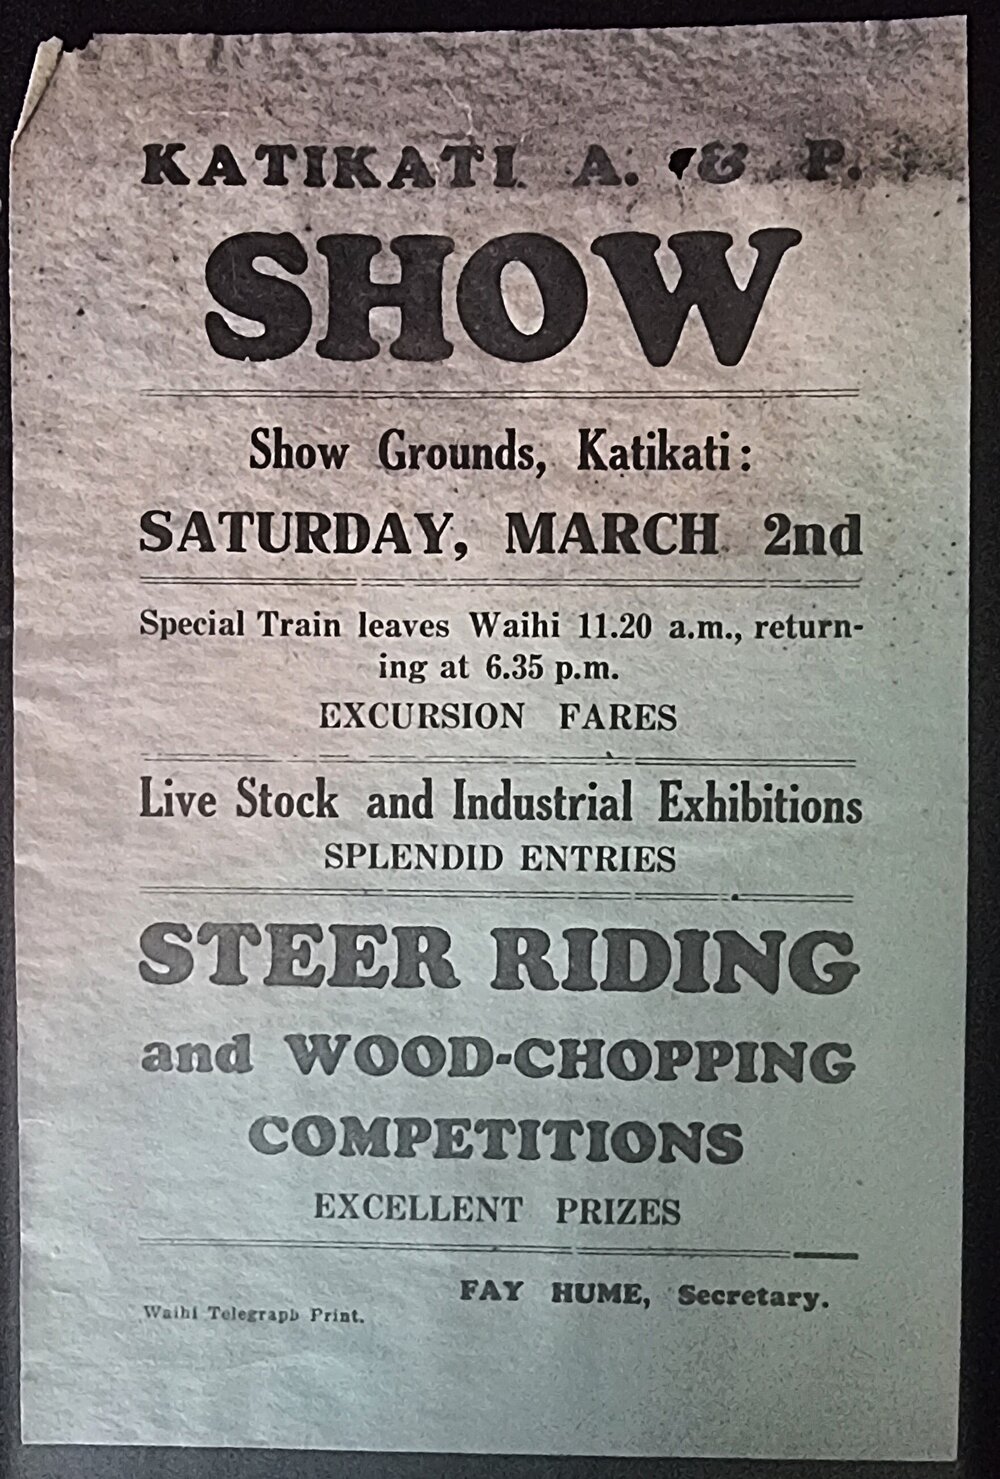 KATIKATI A. & P.
SHOW
Show Grounds, Katikati:
SATURDAY, MARCH 2nd
Special Train leaves Waihi 11.20 a.m., return-
ing at 6.35 p.m.
EXCURSION FARES
Live Stock and Industrial Exhibitions
SPLENDID ENTRIES
STEER RIDING
and WOOD-CHOPPING
COMPETITIONS
EXCELLENT PRIZES
FAY HUME, Secretary.
Waihi Telegraph Print.